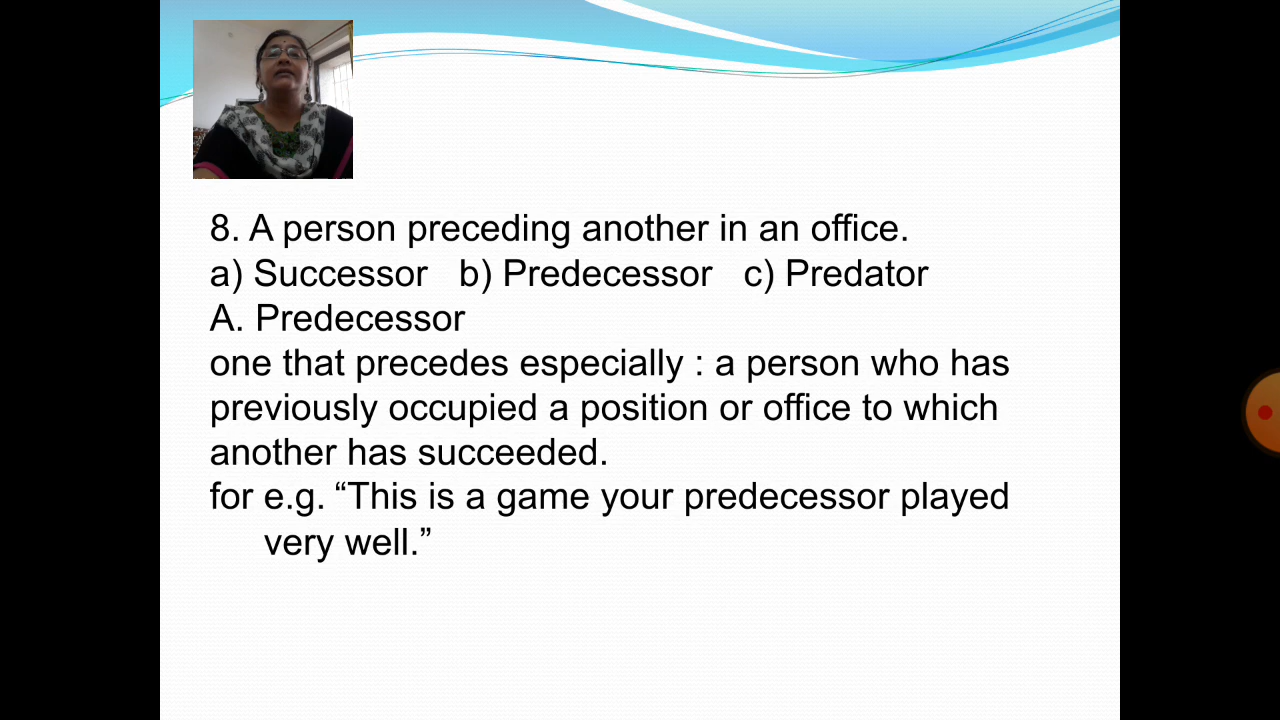 8. A person preceding another in an office.
a) Successor b) Predecessor c) Predator
A. Predecessor
one that precedes especially : a person who has
previously occupied a position or office to which
another has succeeded.
for e.g. “This is a game your predecessor played
very well.”